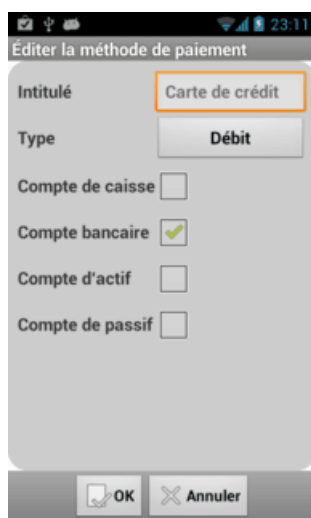 23:11
Éditer la méthode de paiement
Intitulé Carte de crédit
Type Débit
Compte de caisse
Compte bancaire
Compte d'actif
Compte de passif
OK Annuler